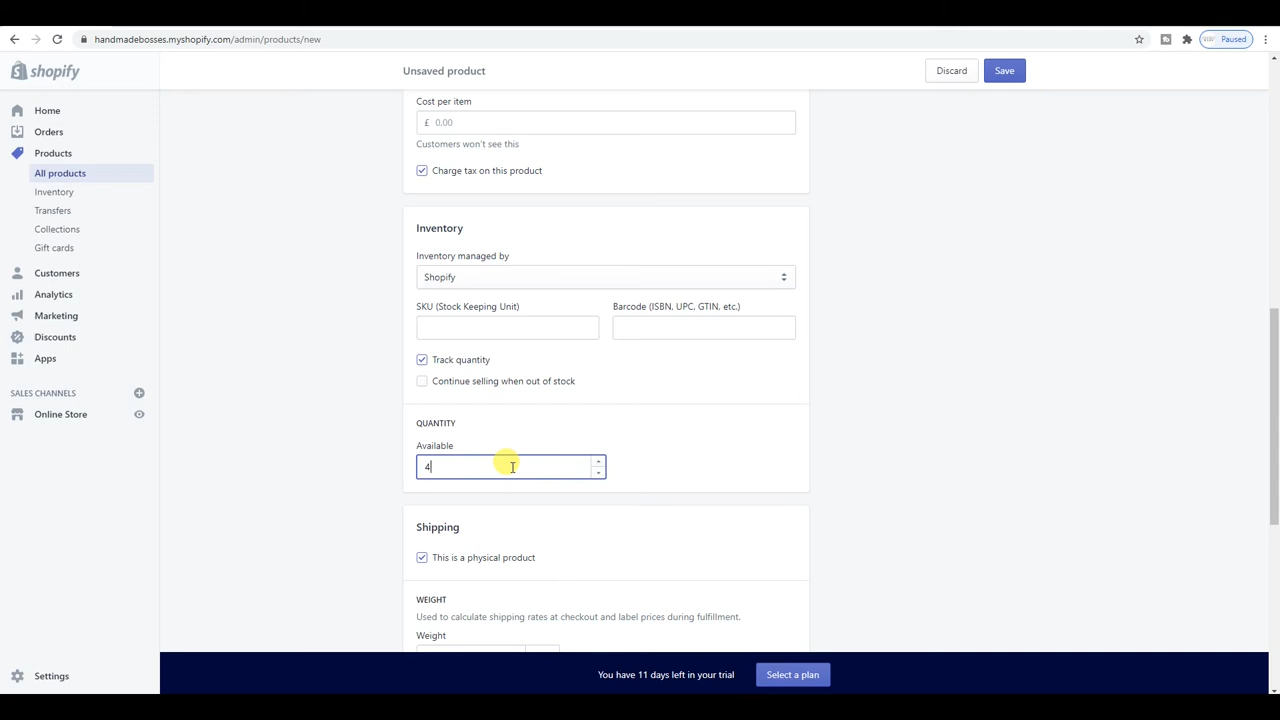 handmadebosses.myshopify.com/admin/products/new
Paused
shopify
Unsaved product
Discard
Save
Home
Orders
Products
All products
Inventory
Transfers
Collections
Gift cards
Customers
Analytics
Marketing
Discounts
Apps
SALES CHANNELS
Online Store
Settings
Cost per item
£ 0.00
Customers won't see this
Charge tax on this product
Inventory
Inventory managed by
Shopify
SKU (Stock Keeping Unit)
Barcode (ISBN, UPC, GTIN, etc.)
Track quantity
Continue selling when out of stock
QUANTITY
Available
4
Shipping
This is a physical product
WEIGHT
Used to calculate shipping rates at checkout and label prices during fulfillment.
Weight
You have 11 days left in your trial
Select a plan